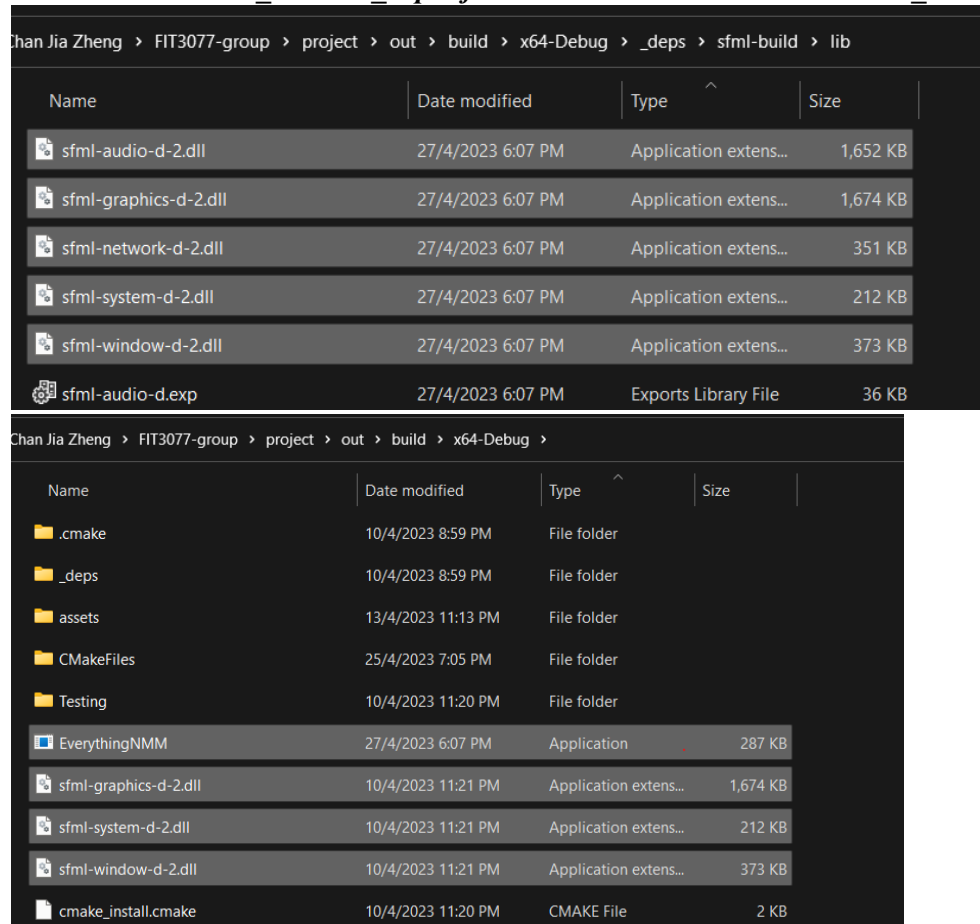 Chan Jia Zheng > FIT3077-group > project > out > build > x64-Debug > _deps > sfml-build > lib
Name Date modified Type Size
sfml-audio-d-2.dll 27/4/2023 6:07 PM Application extens... 1,652 KB
sfml-graphics-d-2.dll 27/4/2023 6:07 PM Application extens... 1,674 KB
sfml-network-d-2.dll 27/4/2023 6:07 PM Application extens... 351 KB
sfml-system-d-2.dll 27/4/2023 6:07 PM Application extens... 212 KB
sfml-window-d-2.dll 27/4/2023 6:07 PM Application extens... 373 KB
sfml-audio-d.exp 27/4/2023 6:07 PM Exports Library File 36 KB
Chan Jia Zheng > FIT3077-group > project > out > build > x64-Debug >
Name Date modified Type Size
.cmake 10/4/2023 8:59 PM File folder
_deps 10/4/2023 8:59 PM File folder
assets 13/4/2023 11:13 PM File folder
CMakeFiles 25/4/2023 7:05 PM File folder
Testing 10/4/2023 11:20 PM File folder
EverythingNMM 27/4/2023 6:07 PM Application 287 KB
sfml-graphics-d-2.dll 10/4/2023 11:21 PM Application extens... 1,674 KB
sfml-system-d-2.dll 10/4/2023 11:21 PM Application extens... 212 KB
sfml-window-d-2.dll 10/4/2023 11:21 PM Application extens... 373 KB
cmake_install.cmake 10/4/2023 11:20 PM CMAKE File 2 KB